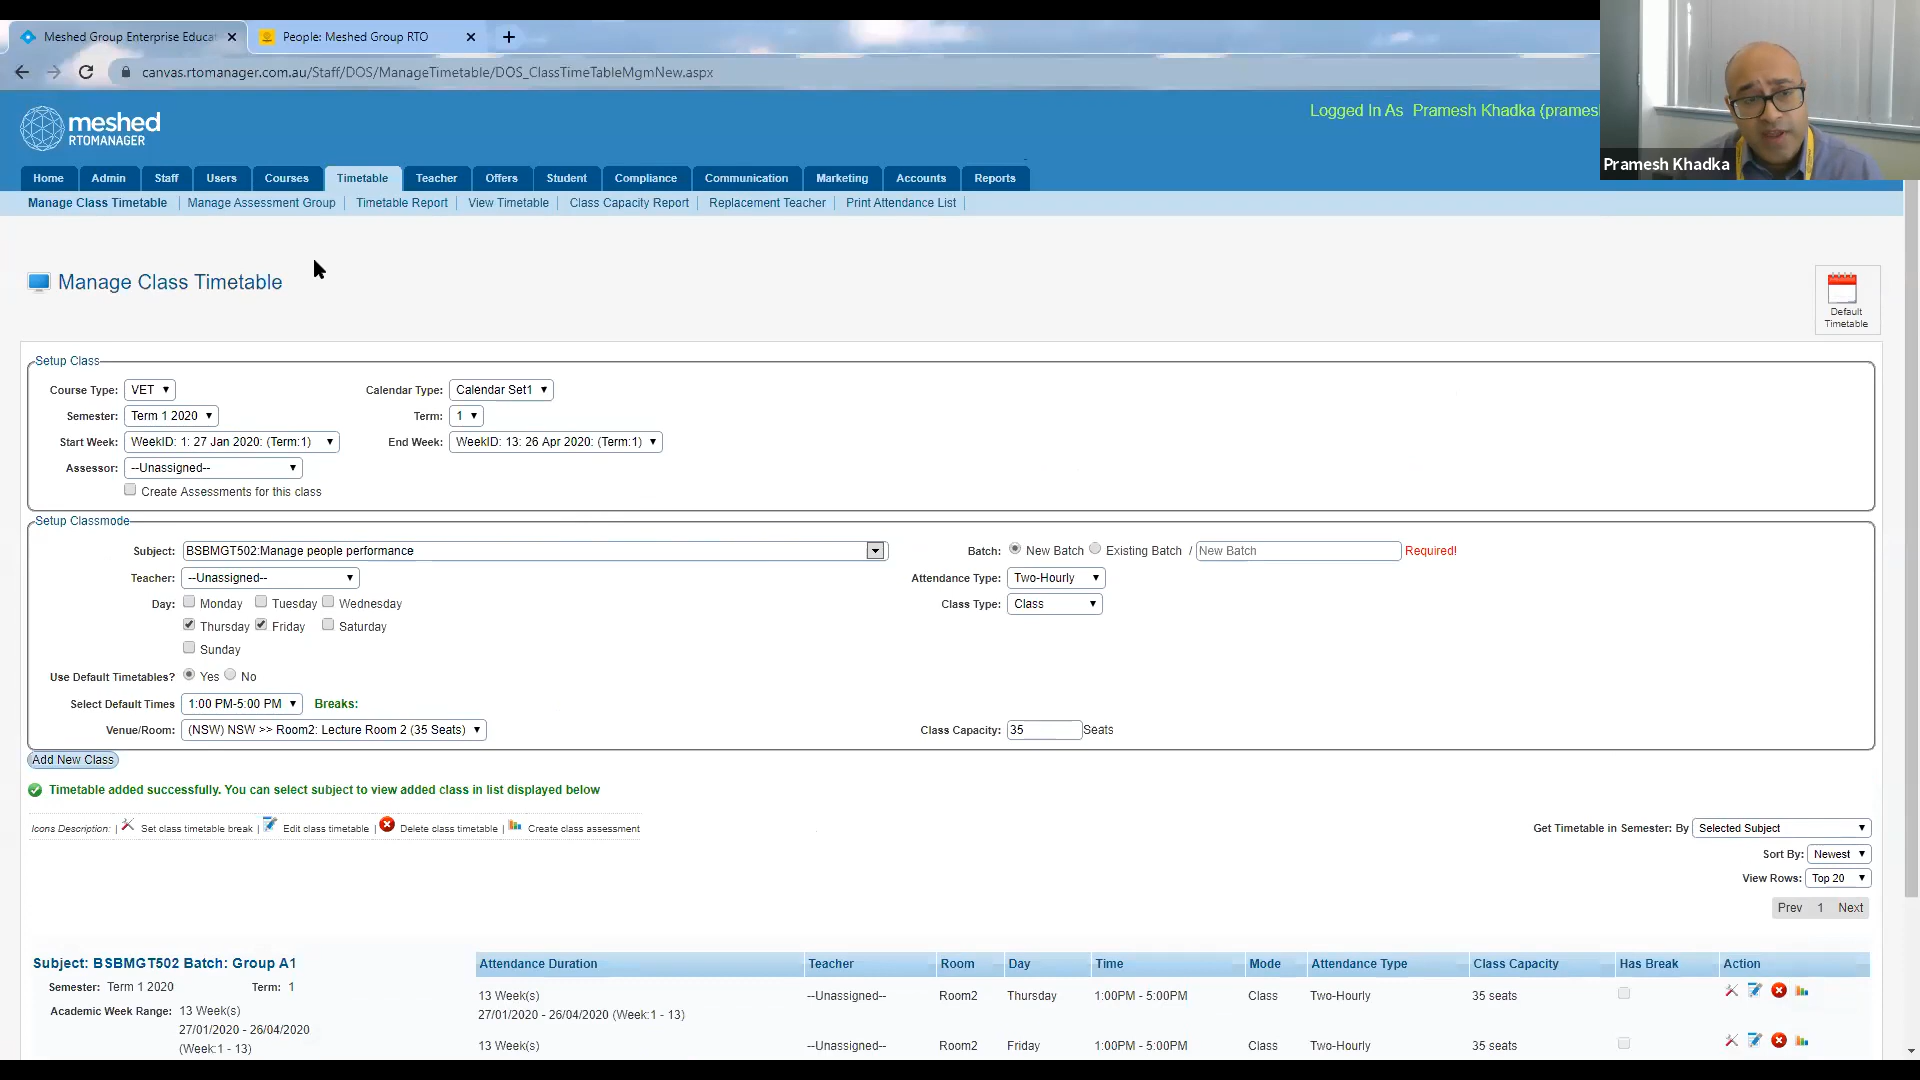 Meshed Group Enterprise Educat
People: Meshed Group RTO
canvas.rtomanager.com.au/Staff/DOS/ManageTimetable/DOS_ClassTimeTableMgmNew.aspx
meshed
RTOMANAGER
Logged In As Pramesh Khadka (prames
Pramesh Khadka
Home Admin Staff Users Courses Timetable Teacher Offers Student Compliance Communication Marketing Accounts Reports
Manage Class Timetable | Manage Assessment Group | Timetable Report | View Timetable | Class Capacity Report | Replacement Teacher | Print Attendance List |
Manage Class Timetable
Default
Timetable
Setup Class
Course Type: VET Calendar Type: Calendar Set1
Semester: Term 1 2020 Term: 1
Start Week: WeekID: 1: 27 Jan 2020: (Term:1) End Week: WeekID: 13: 26 Apr 2020: (Term:1)
Assessor: --Unassigned--
Create Assessments for this class
Setup Classmode
Subject: BSBMGT502:Manage people performance Batch: New Batch Existing Batch / New Batch Required!
Teacher: --Unassigned-- Attendance Type: Two-Hourly
Day: Monday Tuesday Wednesday Class Type: Class
Thursday Friday Saturday
Sunday
Use Default Timetables? Yes No
Select Default Times 1:00 PM-5:00 PM Breaks:
Venue/Room: (NSW) NSW >> Room2: Lecture Room 2 (35 Seats) Class Capacity: 35 Seats
Add New Class
Timetable added successfully. You can select subject to view added class in list displayed below
Icons Description: | Set class timetable break | Edit class timetable | Delete class timetable | Create class assessment
Get Timetable in Semester: By Selected Subject
Sort By: Newest
View Rows: Top 20
Prev 1 Next
Subject: BSBMGT502 Batch: Group A1 Attendance Duration Teacher Room Day Time Mode Attendance Type Class Capacity Has Break Action
Semester: Term 1 2020 Term: 1
13 Week(s) --Unassigned-- Room2 Thursday 1:00PM - 5:00PM Class Two-Hourly 35 seats
Academic Week Range: 13 Week(s) 27/01/2020 - 26/04/2020 (Week:1 - 13)
27/01/2020 - 26/04/2020
(Week:1 - 13) 13 Week(s) --Unassigned-- Room2 Friday 1:00PM - 5:00PM Class Two-Hourly 35 seats